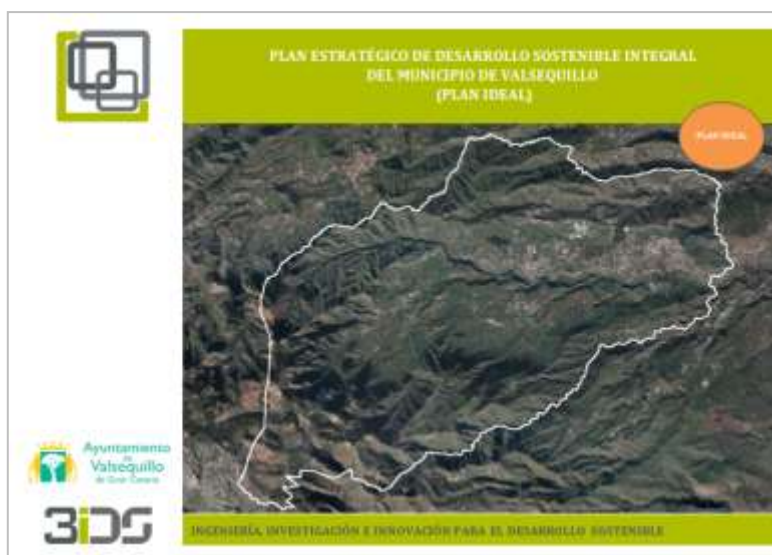 PLAN ESTRATÉGICO DE DESARROLLO SOSTENIBLE INTEGRAL
DEL MUNICIPIO DE VALSEQUILLO
(PLAN IDEAL)
PLAN IDEAL
Ayuntamiento
de
Valsequillo
de Gran Canaria
3iDS
INGENIERÍA, INVESTIGACIÓN E INNOVACIÓN PARA EL DESARROLLO SOSTENIBLE